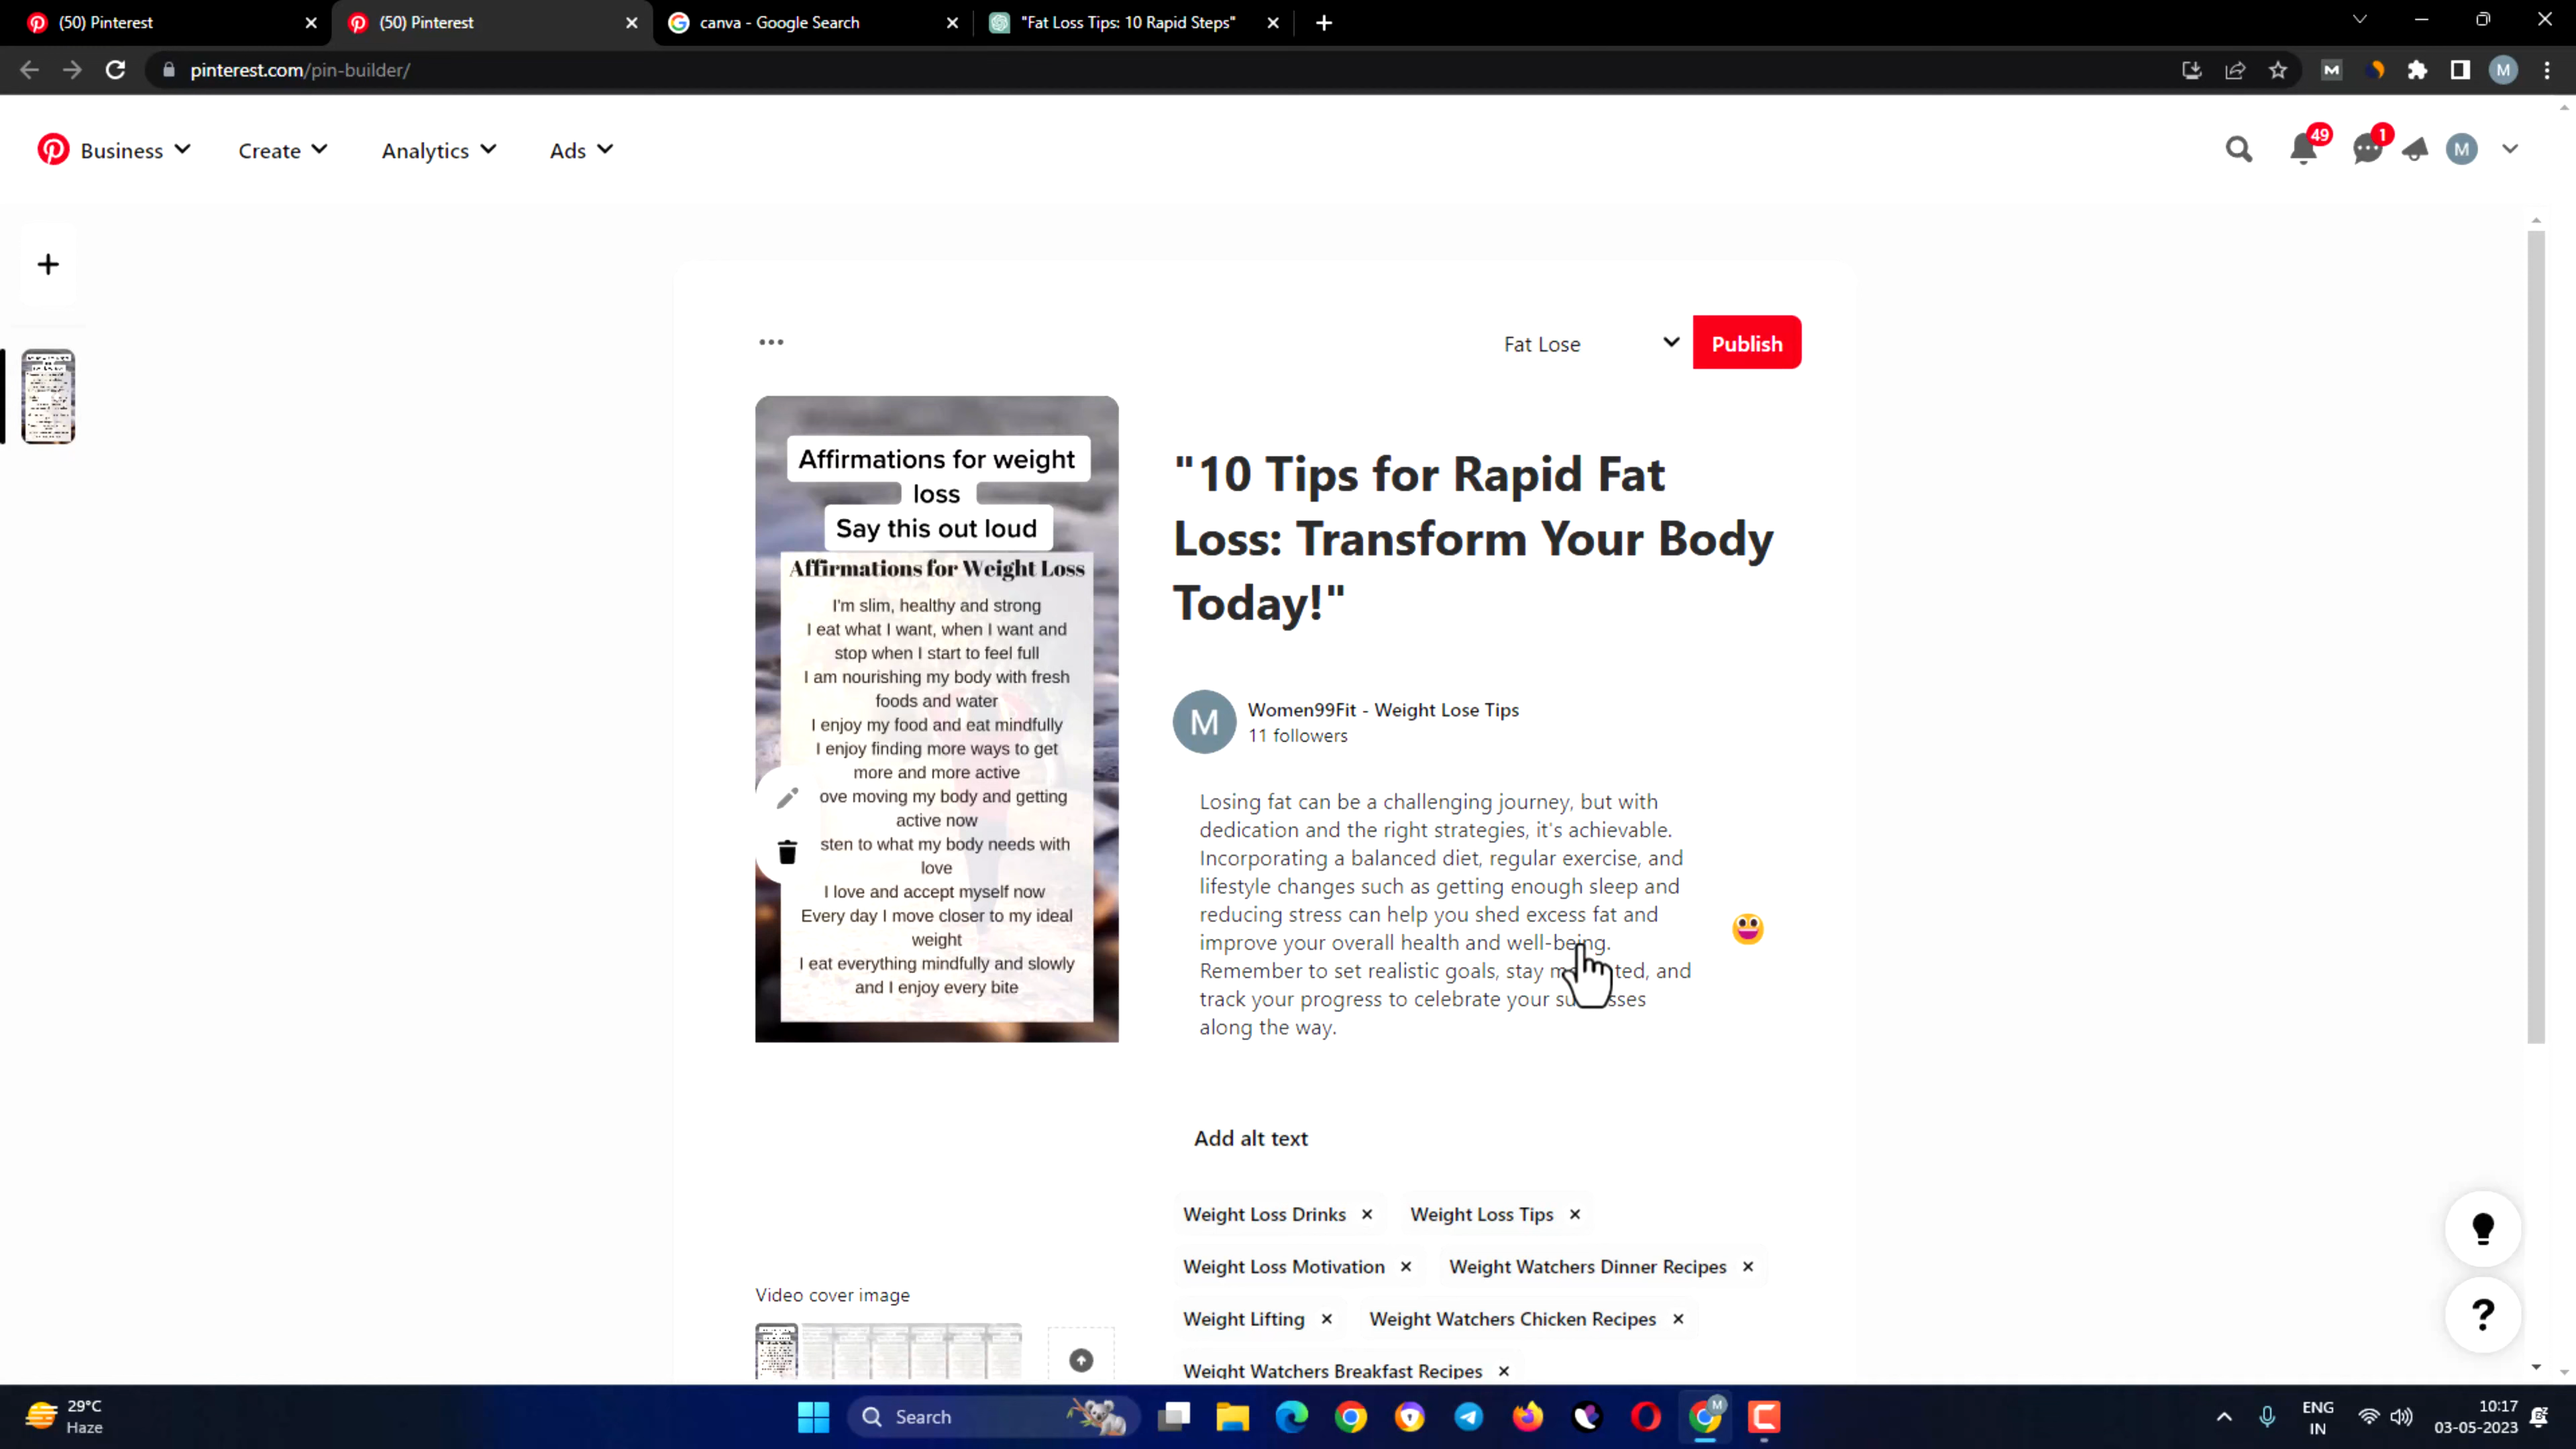 (50) Pinterest
(50) Pinterest
canva - Google Search
"Fat Loss Tips: 10 Rapid Steps"
pinterest.com/pin-builder/
M
M
Business
Create
Analytics
Ads
49
1
M
Fat Lose
Publish
Affirmations for weight
loss
Say this out loud
Affirmations for Weight Loss
I'm slim, healthy and strong
I eat what I want, when I want and
stop when I start to feel full
I am nourishing my body with fresh
foods and water
I enjoy my food and eat mindfully
I enjoy finding more ways to get
more and more active
ove moving my body and getting
active now
sten to what my body needs with
love
I love and accept myself now
Every day I move closer to my ideal
weight
I eat everything mindfully and slowly
and I enjoy every bite
"10 Tips for Rapid Fat
Loss: Transform Your Body
Today!"
M
Women99Fit - Weight Lose Tips
11 followers
Losing fat can be a challenging journey, but with
dedication and the right strategies, it's achievable.
Incorporating a balanced diet, regular exercise, and
lifestyle changes such as getting enough sleep and
reducing stress can help you shed excess fat and
improve your overall health and well-being.
Remember to set realistic goals, stay m ted, and
track your progress to celebrate your su sses
along the way.
Add alt text
Weight Loss Drinks
Weight Loss Tips
Weight Loss Motivation
Weight Watchers Dinner Recipes
Weight Lifting
Weight Watchers Chicken Recipes
Weight Watchers Breakfast Recipes
Video cover image
?
29°C
Haze
Search
M
ENG
IN
10:17
03-05-2023